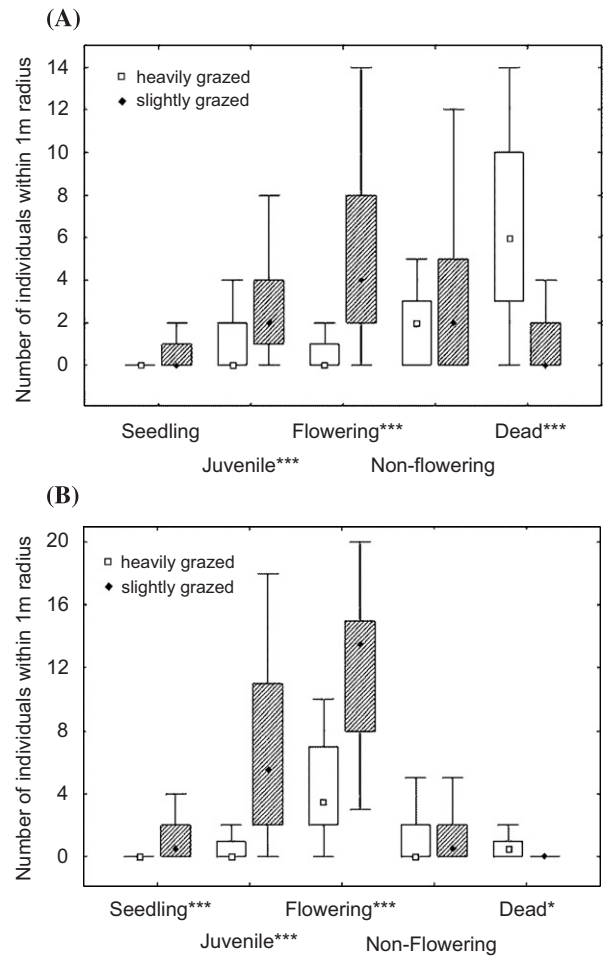 (A)
Number of individuals within 1m radius
14
12
10
8
6
4
2
0
heavily grazed
slightly grazed
Seedling
Flowering***
Dead***
Juvenile***
Non-flowering
(B)
Number of individuals within 1m radius
20
16
12
8
4
0
heavily grazed
slightly grazed
Seedling***
Flowering***
Dead*
Juvenile***
Non-Flowering